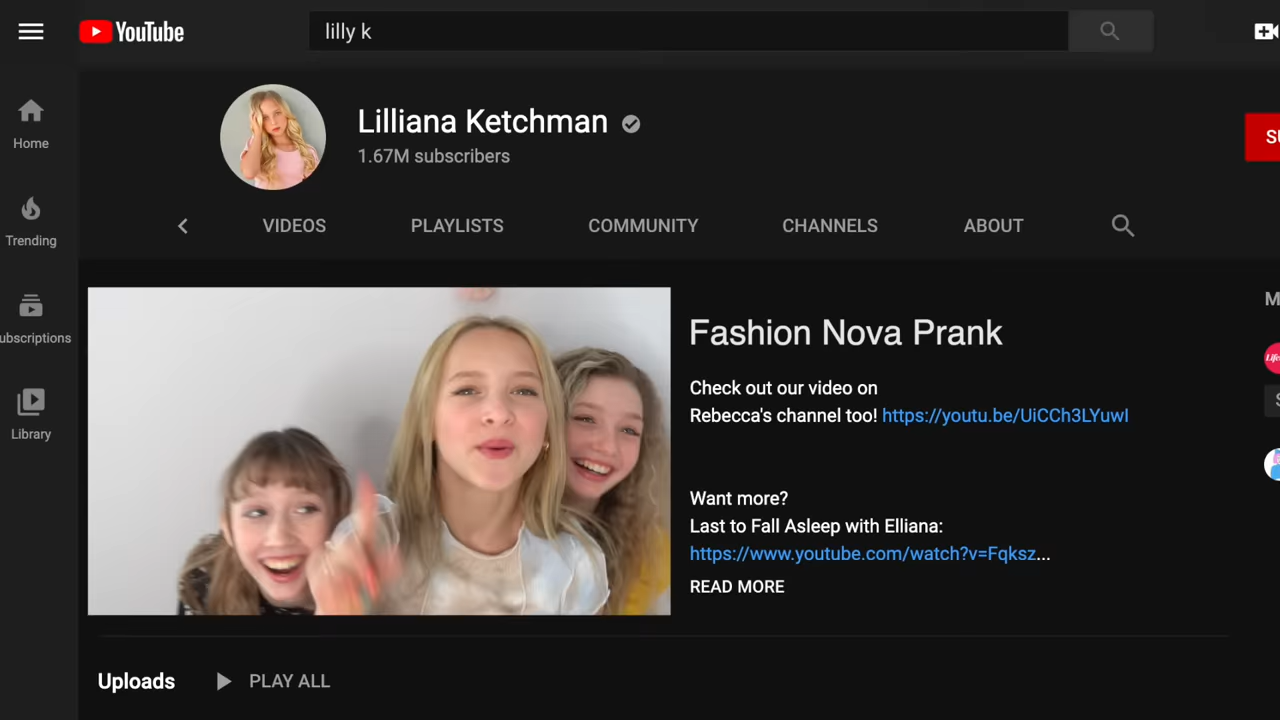 YouTube
lilly k
Lilliana Ketchman
1.67M subscribers
SU
Home
VIDEOS
PLAYLISTS
COMMUNITY
CHANNELS
ABOUT
Trending
Fashion Nova Prank
M
ubscriptions
Check out our video on
Rebecca's channel too! https://youtu.be/UiCCh3LYuwI
Library
Want more?
Last to Fall Asleep with Elliana:
https://www.youtube.com/watch?v=Fqksz...
READ MORE
Uploads
PLAY ALL